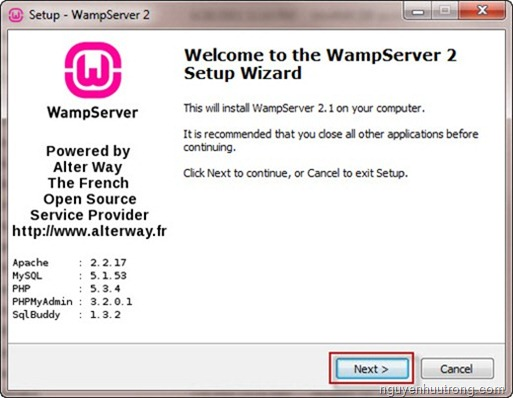 Setup - WampServer 2
WampServer
Powered by
Alter Way
The French
Open Source
Service Provider
http://www.alterway.fr
Apache : 2.2.17
MySQL : 5.1.53
PHP : 5.3.4
PHPMyAdmin : 3.2.0.1
SqlBuddy : 1.3.2
Welcome to the WampServer 2
Setup Wizard
This will install WampServer 2.1 on your computer.
It is recommended that you close all other applications before
continuing.
Click Next to continue, or Cancel to exit Setup.
Next >
Cancel
nguyenhuutrong.com